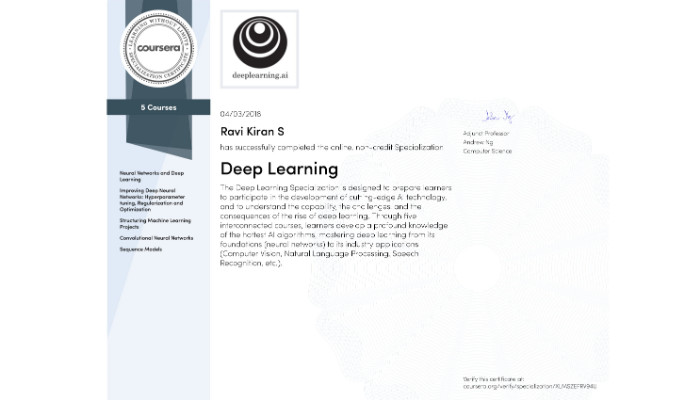 LEARNING WITHOUT LIMITS
coursera
SPECIALIZATION CERTIFICATE
5 Courses
Neural Networks and Deep
Learning
Improving Deep Neural
Networks: Hyperparameter
tuning, Regularization and
Optimization
Structuring Machine Learning
Projects
Convolutional Neural Networks
Sequence Models
deeplearning.ai
04/03/2018
Ravi Kiran S
has successfully completed the online, non-credit Specialization
Deep Learning
The Deep Learning Specialization is designed to prepare learners
to participate in the development of cutting-edge AI technology,
and to understand the capability, the challenges, and the
consequences of the rise of deep learning. Through five
interconnected courses, learners develop a profound knowledge
of the hottest AI algorithms, mastering deep learning from its
foundations (neural networks) to its industry applications
(Computer Vision, Natural Language Processing, Speech
Recognition, etc.).
Adjunct Professor
Andrew Ng
Computer Science
Verify this certificate at:
coursera.org/verify/specialization/